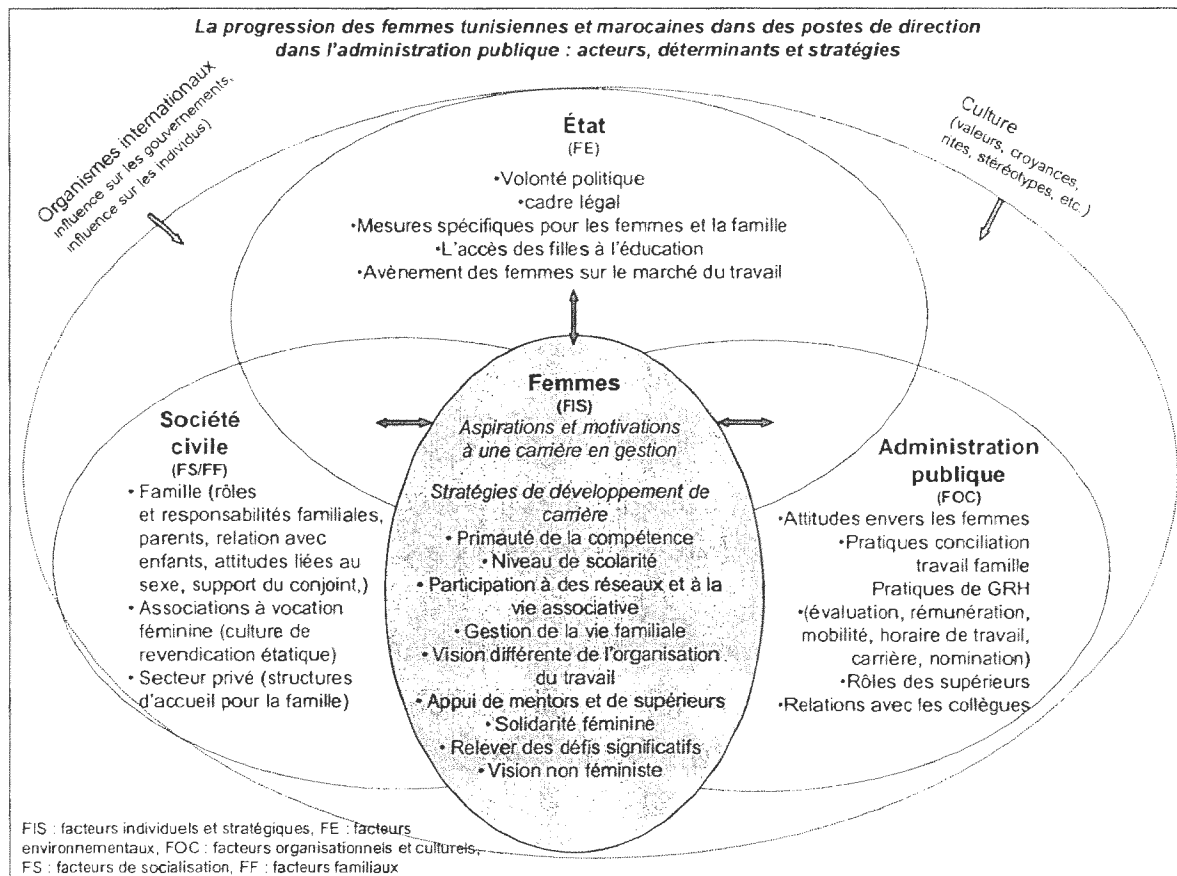 La progression des femmes tunisiennes et marocaines dans des postes de direction
dans l'administration publique : acteurs, déterminants et stratégies
Organismes internationaux
influence sur les gouvernements,
influence sur les individus)
Culture
(valeurs, croyances,
rites, stéréotypes, etc.)
État
(FE)
•Volonté politique
•cadre légal
•Mesures spécifiques pour les femmes et la famille
•L'accès des filles à l'éducation
•Avènement des femmes sur le marché du travail
Société
civile
(FS/FF)
• Famille (rôles
et responsabilités familiales,
parents, relation avec
enfants, attitudes liées au
sexe, support du conjoint,)
• Associations à vocation
féminine (culture de
revendication étatique)
• Secteur privé (structures
d'accueil pour la famille)
Femmes
(FIS)
Aspirations et motivations
à une carrière en gestion
Stratégies de développement de
carrière
• Primauté de la compétence
• Niveau de scolarité
• Participation à des réseaux et à la
vie associative
• Gestion de la vie familiale
• Vision différente de l'organisation
du travail
• Appui de mentors et de supérieurs
• Solidarité féminine
• Relever des défis significatifs
• Vision non féministe
Administration
publique
(FOC)
•Attitudes envers les femmes
• Pratiques conciliation
travail famille
Pratiques de GRH
•(évaluation, rémunération,
mobilité, horaire de travail,
carrière, nomination)
• Rôles des supérieurs
•Relations avec les collègues
FIS : facteurs individuels et stratégiques, FE : facteurs
environnementaux, FOC : facteurs organisationnels et culturels,
FS : facteurs de socialisation, FF : facteurs familiaux